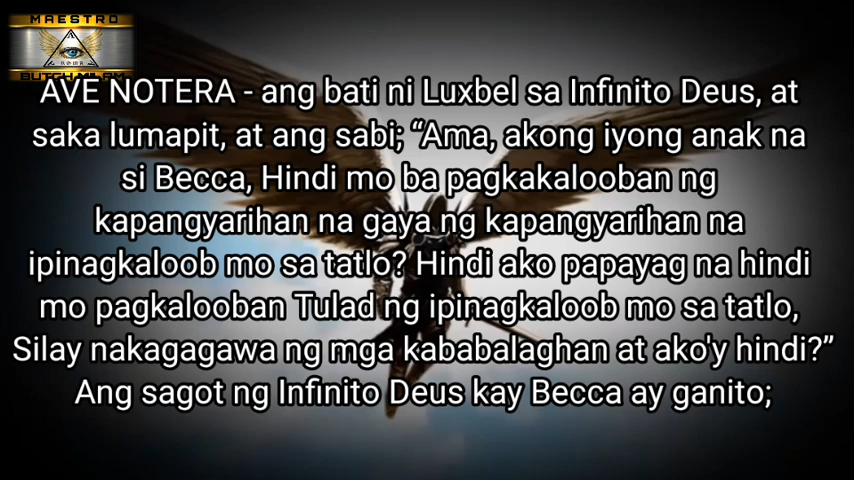 MAESTRO
ROMA
BUTCH MILAM
AVE NOTERA - ang bati ni Luxbel sa Infinito Deus, at
saka lumapit, at ang sabi; “Ama, akong iyong anak na
si Becca, Hindi mo ba pagkakalooban ng
kapangyarihan na gaya ng kapangyarihan na
ipinagkaloob mo sa tatlo? Hindi ako papayag na hindi
mo pagkalooban Tulad ng ipinagkaloob mo sa tatlo,
Silay nakagagawa ng mga kababalaghan at ako'y hindi?”
Ang sagot ng Infinito Deus kay Becca ay ganito;